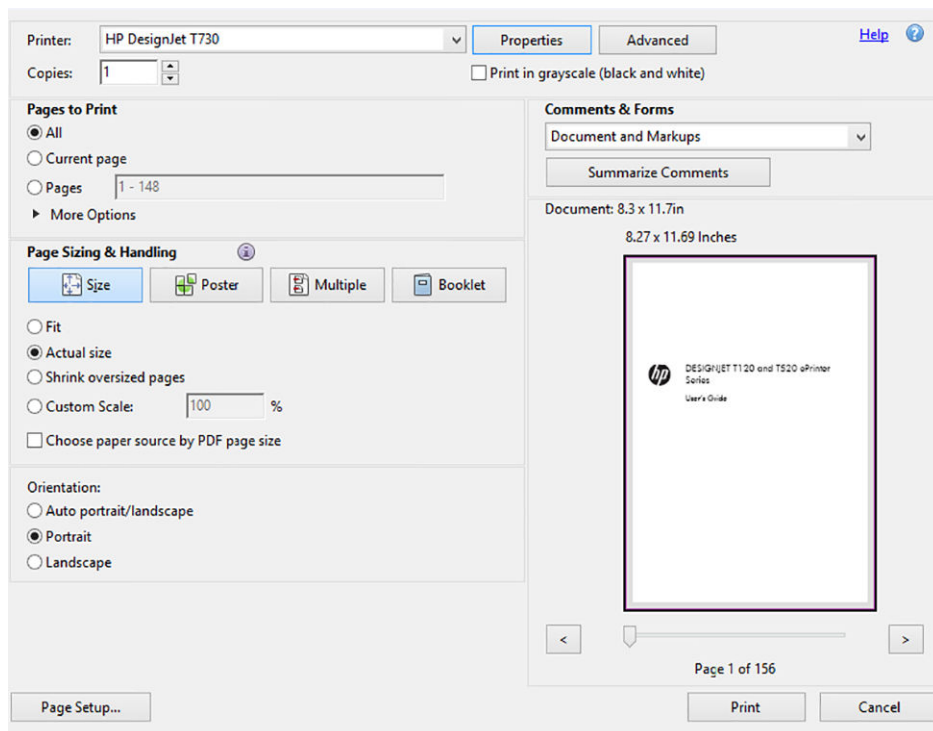 Printer: HP DesignJet T730 Properties Advanced Help ?
Copies: 1 Print in grayscale (black and white)
Pages to Print
All
Current page
Pages 1 - 148
More Options
Comments & Forms
Document and Markups
Summarize Comments
Page Sizing & Handling i
Size Poster Multiple Booklet
Fit
Actual size
Shrink oversized pages
Custom Scale: 100 %
Choose paper source by PDF page size
Orientation:
Auto portrait/landscape
Portrait
Landscape
Document: 8.3 x 11.7in
8.27 x 11.69 Inches
hp
DESIGNJET T120 and T520 ePrinter
Series
User's Guide
< >
Page 1 of 156
Page Setup... Print Cancel